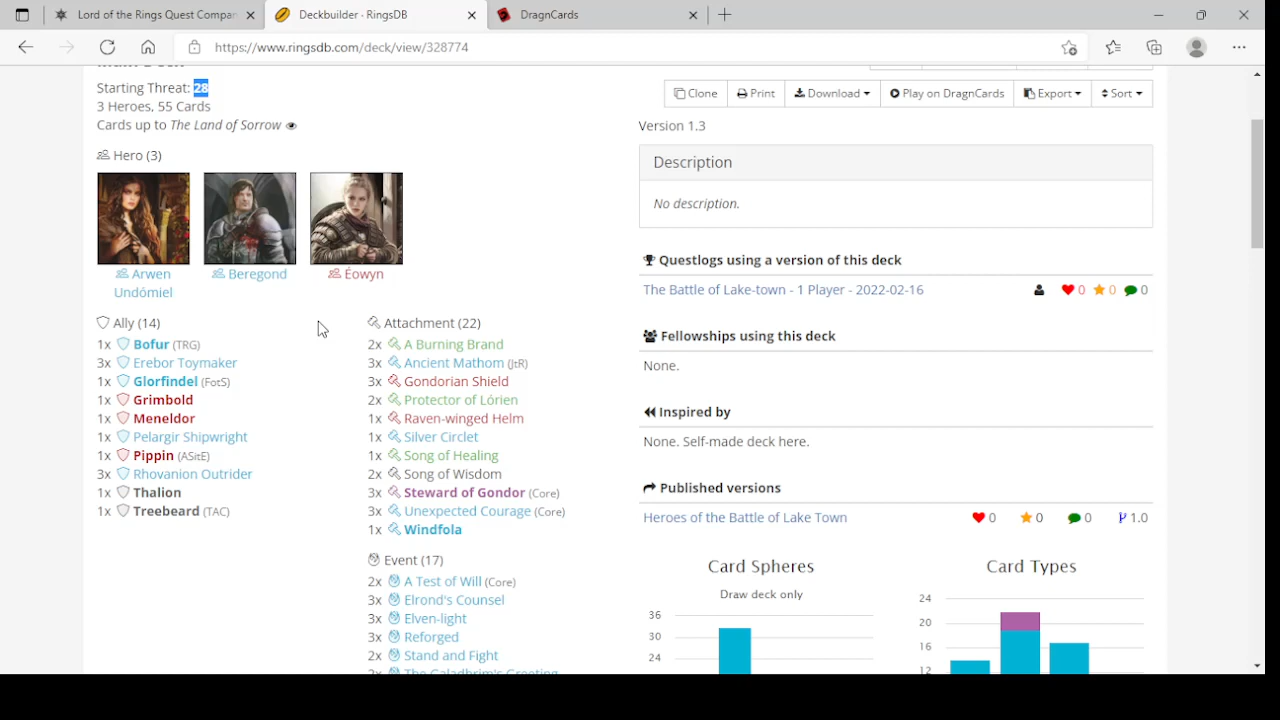 Lord of the Rings Quest Compan
Deckbuilder · RingsDB
DragnCards
https://www.ringsdb.com/deck/view/328774
Starting Threat: 28
3 Heroes, 55 Cards
Cards up to The Land of Sorrow
Clone
Print
Download
Play on DragnCards
Export
Sort
Version 1.3
Hero (3)
Description
No description.
Arwen Undómiel
Beregond
Éowyn
Ally (14)
1x Bofur (TRG)
3x Erebor Toymaker
1x Glorfindel (FotS)
1x Grimbold
1x Meneldor
1x Pelargir Shipwright
1x Pippin (ASitE)
3x Rhovanion Outrider
1x Thalion
1x Treebeard (TAC)
Attachment (22)
2x A Burning Brand
3x Ancient Mathom (JtR)
3x Gondorian Shield
2x Protector of Lórien
1x Raven-winged Helm
1x Silver Circlet
1x Song of Healing
2x Song of Wisdom
3x Steward of Gondor (Core)
3x Unexpected Courage (Core)
1x Windfola
Event (17)
2x A Test of Will (Core)
3x Elrond's Counsel
3x Elven-light
3x Reforged
2x Stand and Fight
2x The Galadhrim's Greeting
Questlogs using a version of this deck
The Battle of Lake-town - 1 Player - 2022-02-16
0 0 0
Fellowships using this deck
None.
Inspired by
None. Self-made deck here.
Published versions
Heroes of the Battle of Lake Town
0 0 0 1.0
Card Spheres
Draw deck only
36
30
24
Card Types
24
20
16
12